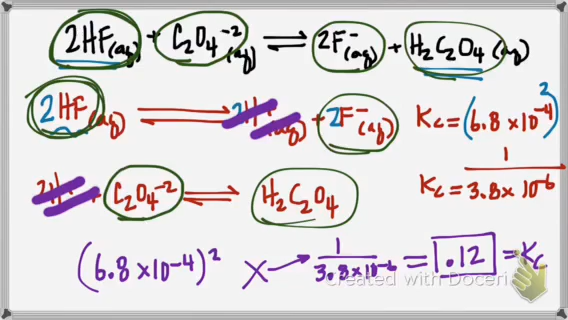 2HF(aq) + C₂O₄⁻²(aq) ⇌ 2F⁻(aq) + H₂C₂O₄(aq)
2HF(aq) ⇌ 2H⁺(aq) + 2F⁻(aq) Kc = (6.8 x 10⁻⁴)²
2H⁺ + C₂O₄⁻² ⇌ H₂C₂O₄ Kc = 1/3.8 x 10⁻⁶
(6.8 x 10⁻⁴)² X → 1/3.8 x 10⁻⁶ = .12 = Kc
created with Doceri